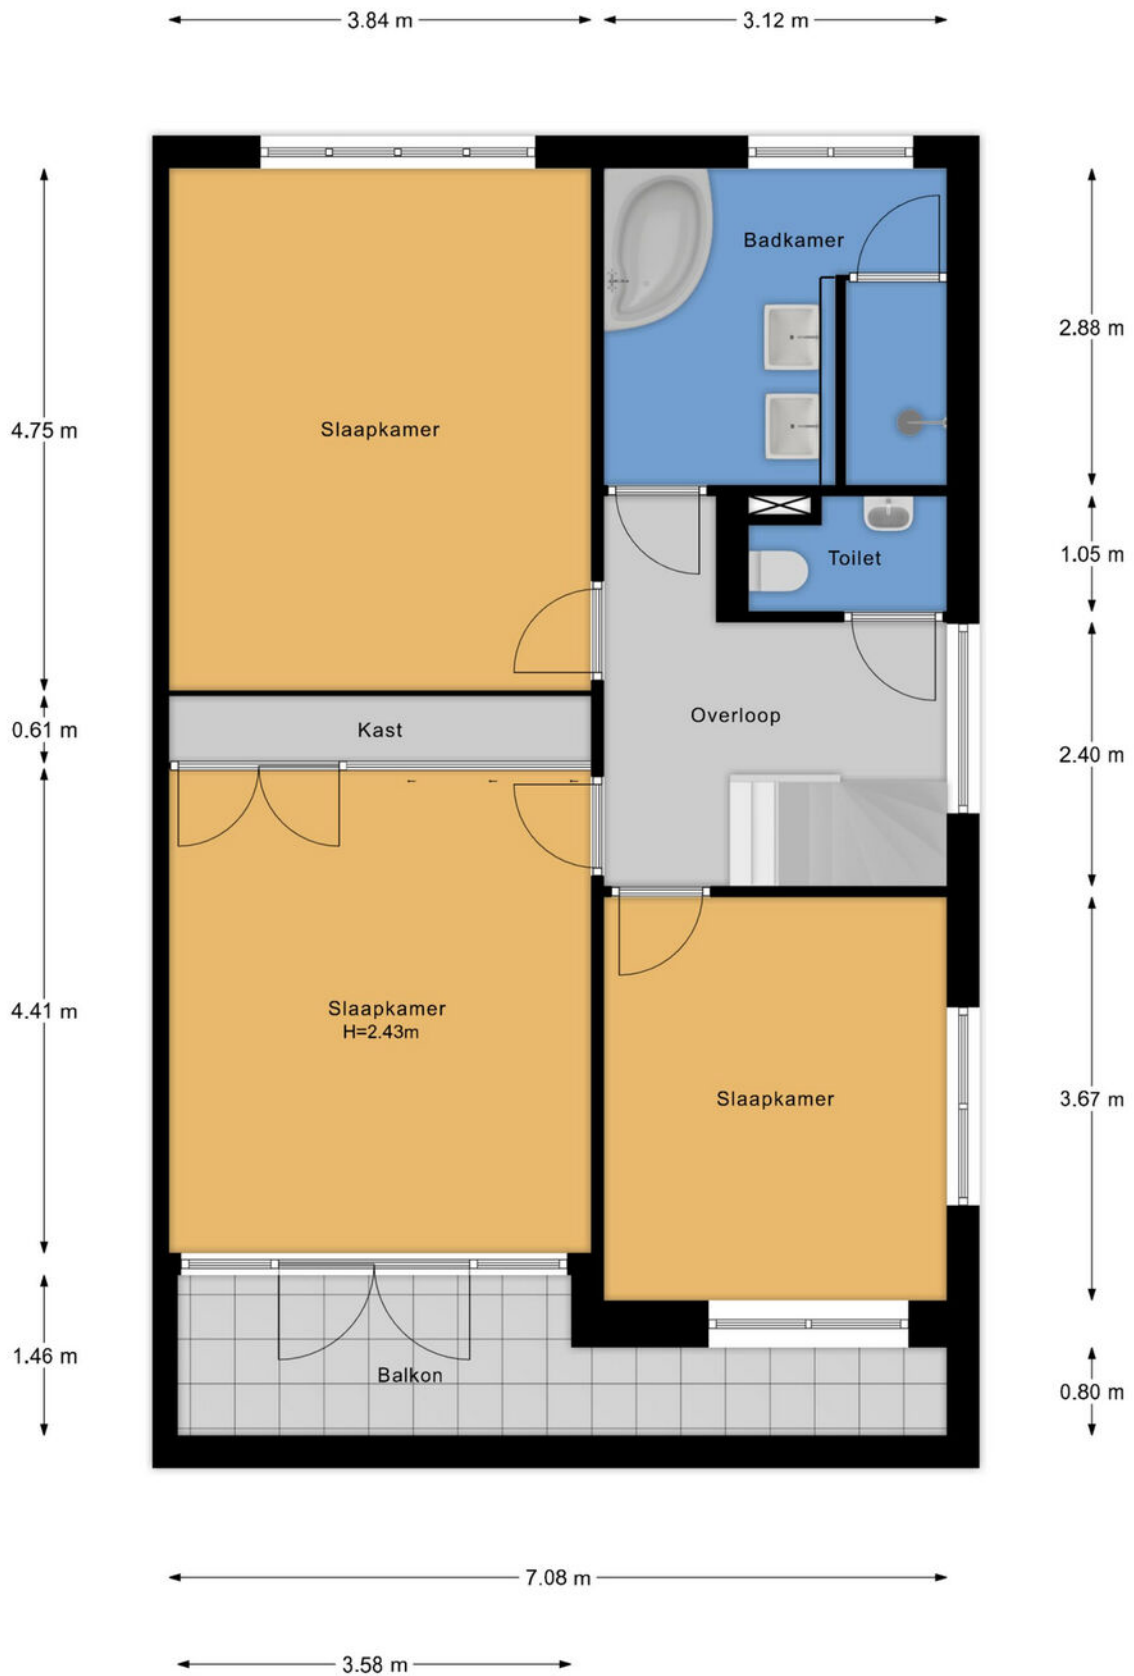 3.84 m
3.12 m
Badkamer
2.88 m
4.75 m
Slaapkamer
1.05 m
Toilet
0.61 m
Kast
Overloop
2.40 m
4.41 m
Slaapkamer
H=2.43m
Slaapkamer
3.67 m
1.46 m
Balkon
0.80 m
7.08 m
3.58 m